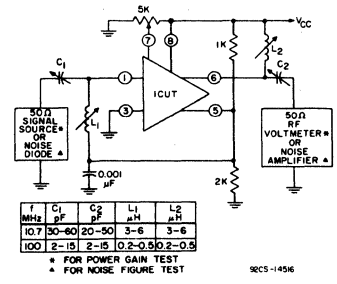 5K
VCC
7
8
1K
L2
C1
C2
1
6
ICUT
3
5
L1
50Ω
SIGNAL
SOURCE*
OR
NOISE
DIODE ▲
50Ω
RF
VOLTMETER *
OR
NOISE
AMPLIFIER ▲
0.001
μF
2K
f MHz C1 pF C2 pF L1 μH L2 μH
10.7 30-60 20-50 3-6 3-6
100 2-15 2-15 0.2-0.5 0.2-0.5
* FOR POWER GAIN TEST
▲ FOR NOISE FIGURE TEST
92CS-14516